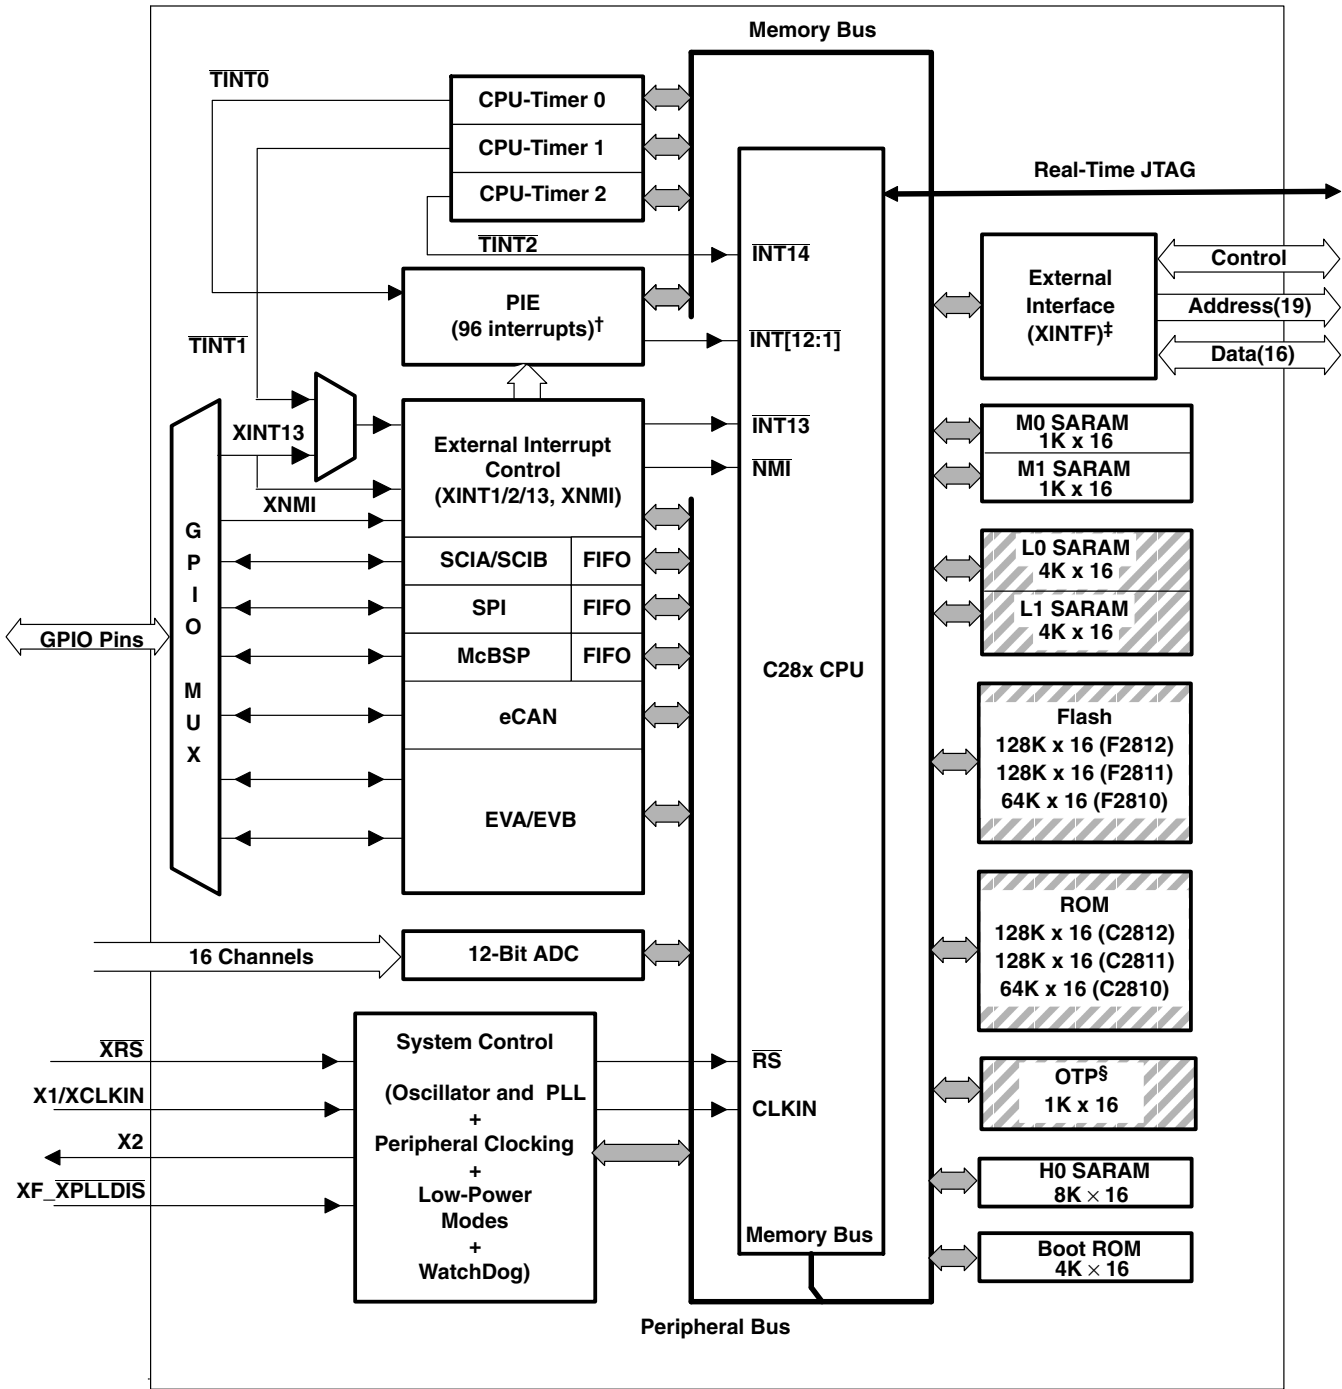 Memory Bus
TINT0
CPU-Timer 0
CPU-Timer 1
CPU-Timer 2
Real-Time JTAG
TINT2
INT14
PIE
(96 interrupts)†
INT[12:1]
External
Interface
(XINTF)‡
Control
Address(19)
Data(16)
TINT1
XINT13
XNMI
External Interrupt
Control
(XINT1/2/13, XNMI)
INT13
NMI
M0 SARAM
1K x 16
M1 SARAM
1K x 16
L0 SARAM
4K x 16
L1 SARAM
4K x 16
GPIO Pins
GPIO MUX
SCIA/SCIB
FIFO
SPI
FIFO
McBSP
FIFO
eCAN
EVA/EVB
C28x CPU
Flash
128K x 16 (F2812)
128K x 16 (F2811)
64K x 16 (F2810)
ROM
128K x 16 (C2812)
128K x 16 (C2811)
64K x 16 (C2810)
16 Channels
12-Bit ADC
XRS
X1/XCLKIN
X2
XF_XPLLDIS
System Control
(Oscillator and PLL
+
Peripheral Clocking
+
Low-Power
Modes
+
WatchDog)
RS
CLKIN
OTP§
1K x 16
H0 SARAM
8K × 16
Memory Bus
Boot ROM
4K × 16
Peripheral Bus